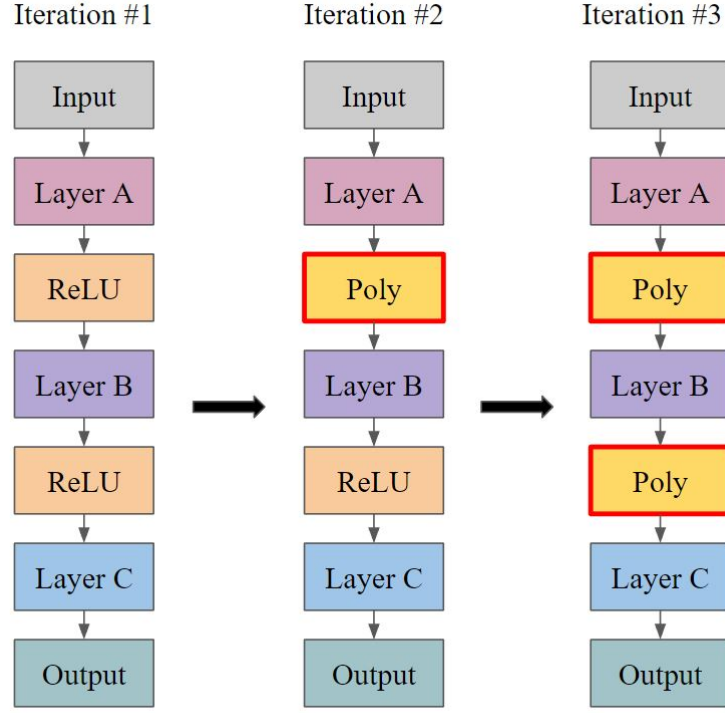 Iteration #1
Input
Layer A
ReLU
Layer B
ReLU
Layer C
Output
Iteration #2
Input
Layer A
Poly
Layer B
ReLU
Layer C
Output
Iteration #3
Input
Layer A
Poly
Layer B
Poly
Layer C
Output